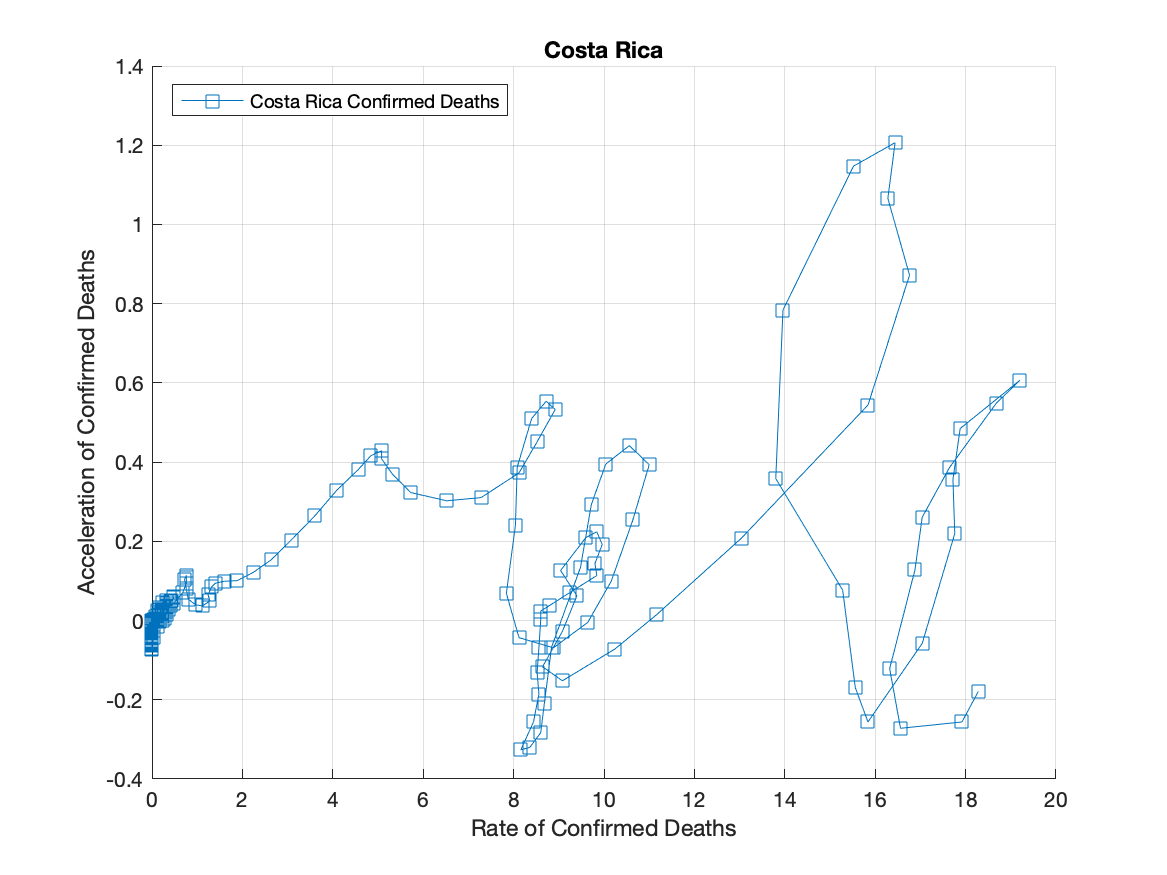 Costa Rica
1.4
Costa Rica Confirmed Deaths
1.2
1
0.8
0.6
0.4
0.2
0
-0.2
-0.4
Acceleration of Confirmed Deaths
0 2 4 6 8 10 12 14 16 18 20
Rate of Confirmed Deaths